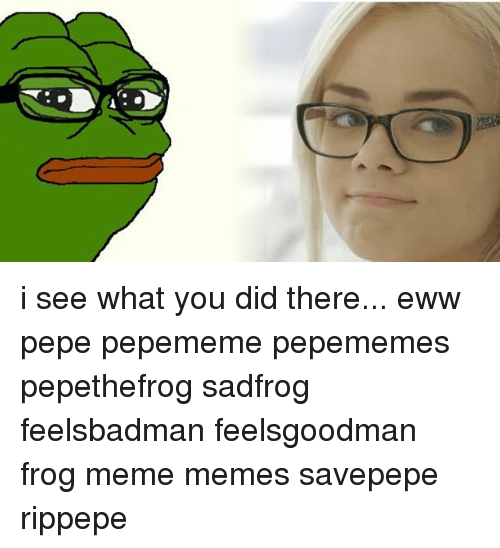 i see what you did there... eww
pepe pepememe pepememes
pepethefrog sadfrog
feelsbadman feelsgoodman
frog meme memes savepepe
rippepe